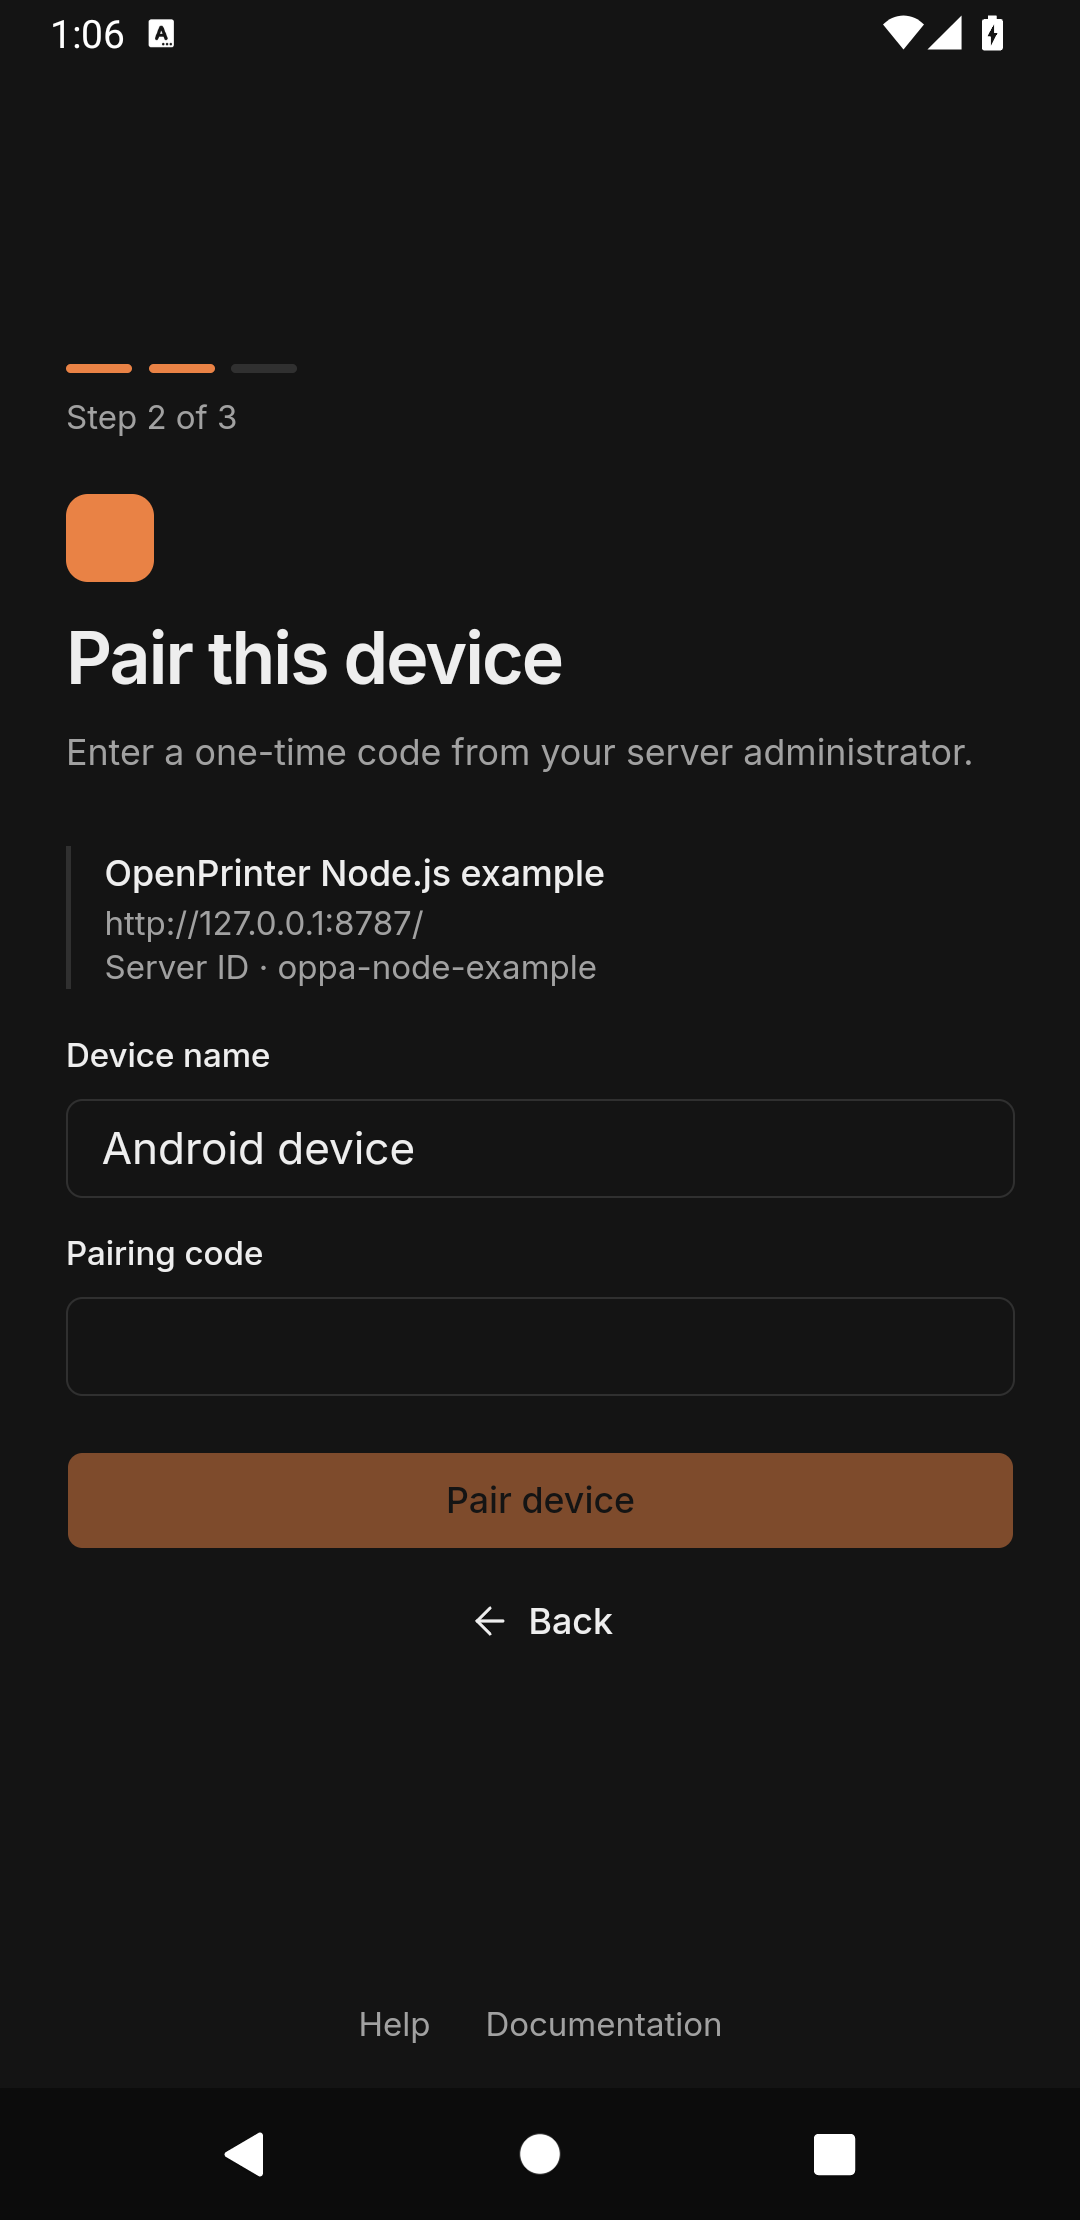 1:06
Step 2 of 3
Pair this device
Enter a one-time code from your server administrator.
OpenPrinter Node.js example
http://127.0.0.1:8787/
Server ID · oppa-node-example
Device name
Android device
Pairing code
Pair device
Back
Help Documentation